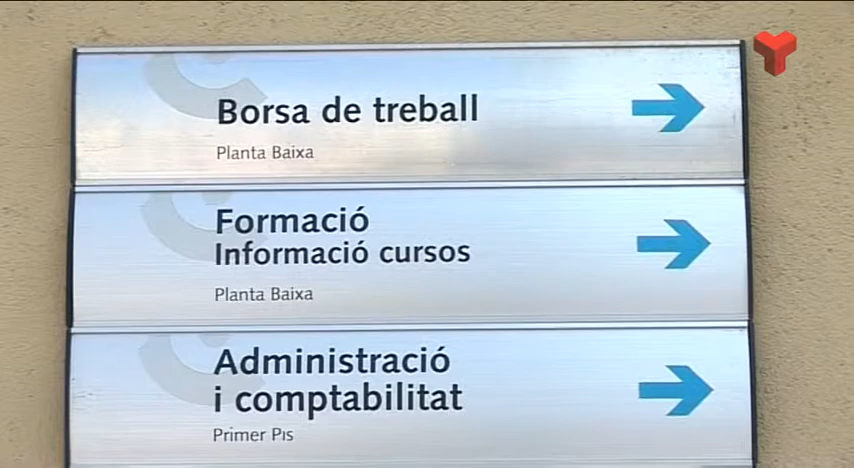 Borsa de treball
Planta Baixa
Formació
Informació cursos
Planta Baixa
Administració
i comptabilitat
Primer Pis